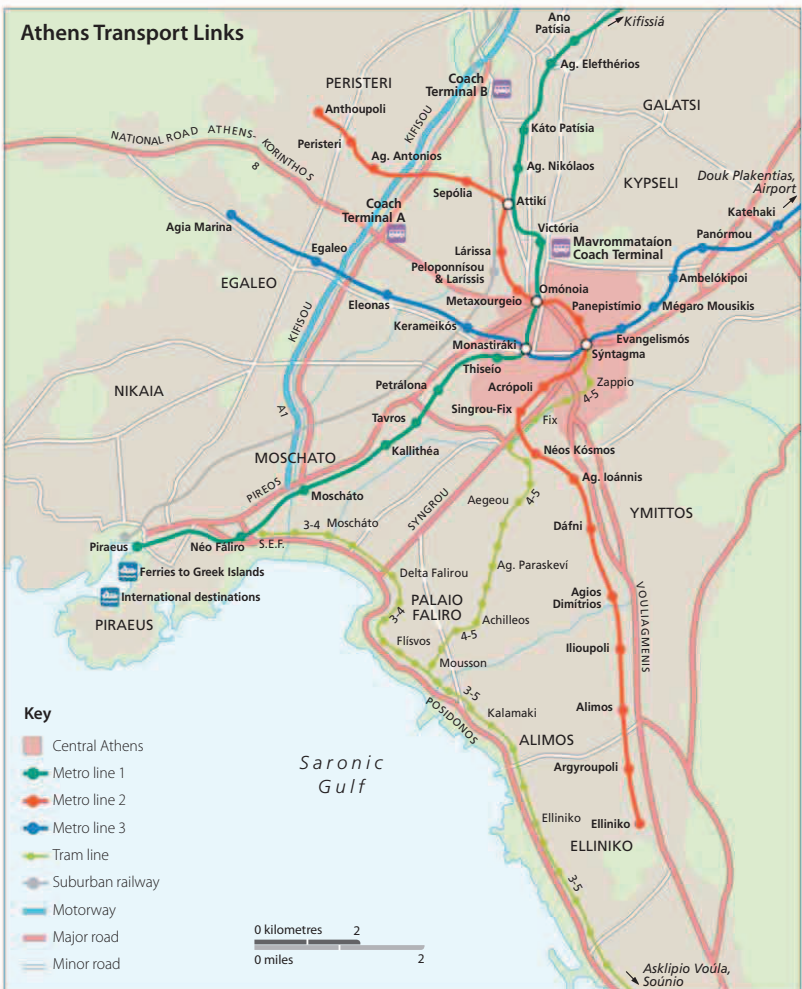 Athens Transport Links
Ano
Patísia
Kifissiá
PERISTERI
Coach
Terminal B
Ag. Elefthérios
GALATSI
Anthoupoli
KIFISOU
NATIONAL ROAD ATHENS-KORINTHOS
8
Peristeri
Ag. Antonios
Káto Patísia
Ag. Nikólaos
KYPSELI
Douk Plakentias,
Airport
Sepólia
Attikí
Katehaki
Coach
Terminal A
Agia Marina
Victória
Mavrommataíon
Coach Terminal
Panórmou
Egaleo
Lárissa
Peloponnísou
& Laríssis
Ambelókipoi
EGALEO
Eleonas
Metaxourgeio
Omónoia
Panepistímio
Mégaro Mousikis
KIFISOU
Kerameikós
Evangelismós
Monastiráki
Sýntagma
Thiseío
NIKAIA
Petrálona
Acrópoli
Zappio
4-5
A1
Singrou-Fix
Fix
Tavros
Kallithéa
Néos Kósmos
MOSCHATO
Ag. Ioánnis
PIREOS
Moscháto
SYNGROU
Aegeou
4-5
YMITTOS
Dáfni
Piraeus
Néo Fáliro
S.E.F.
3-4
Moscháto
Ag. Paraskeví
Ferries to Greek Islands
Delta Falirou
International destinations
PALAIO
FALIRO
Agios
Dimítrios
VOULIAGMENIS
PIRAEUS
3-4
Achilleos
4-5
Flísvos
Ilioupoli
Mousson
3-5
POSIDONOS
Kalamaki
Alimos
ALIMOS
Key
Central Athens
Metro line 1
Metro line 2
Metro line 3
Tram line
Suburban railway
Motorway
Major road
Minor road
Saronic
Gulf
Argyroupoli
Elliniko
Elliniko
ELLINIKO
3-5
0 kilometres 2
0 miles 2
Asklipio Voúla,
Soúnio